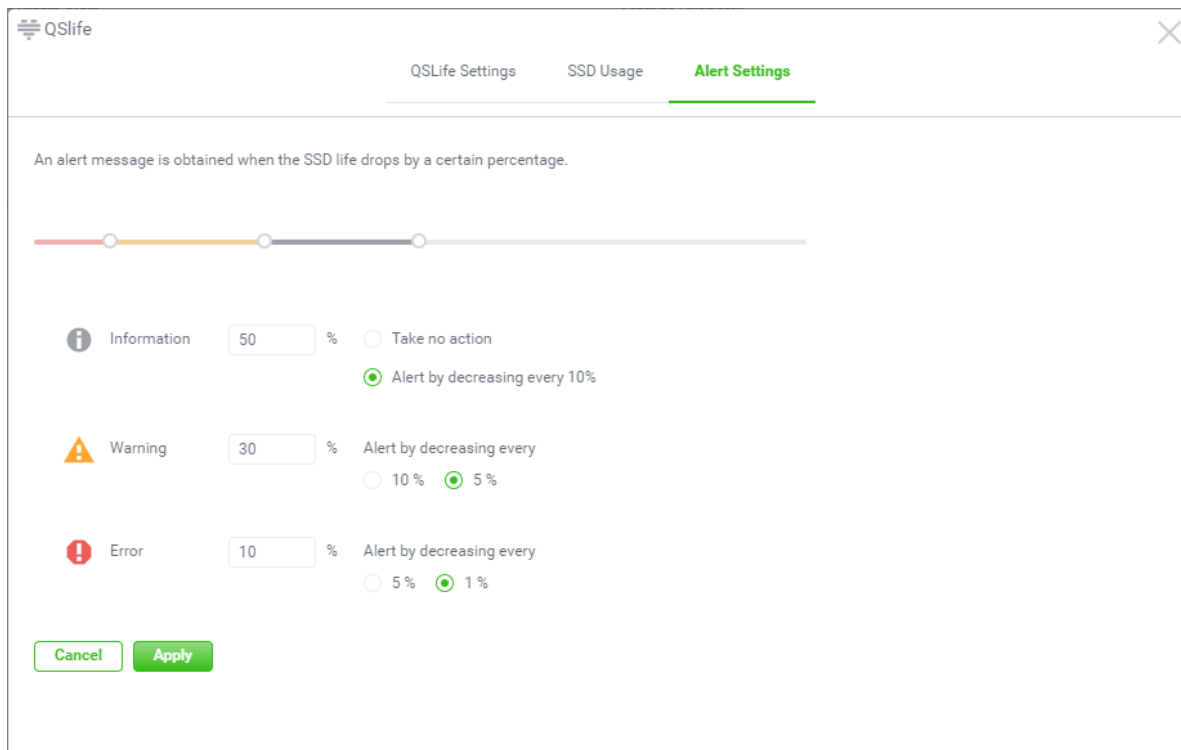 QSlife
QSLife Settings SSD Usage Alert Settings
An alert message is obtained when the SSD life drops by a certain percentage.
Information 50 % Take no action
Alert by decreasing every 10%
Warning 30 % Alert by decreasing every
10 % 5 %
Error 10 % Alert by decreasing every
5 % 1 %
Cancel Apply